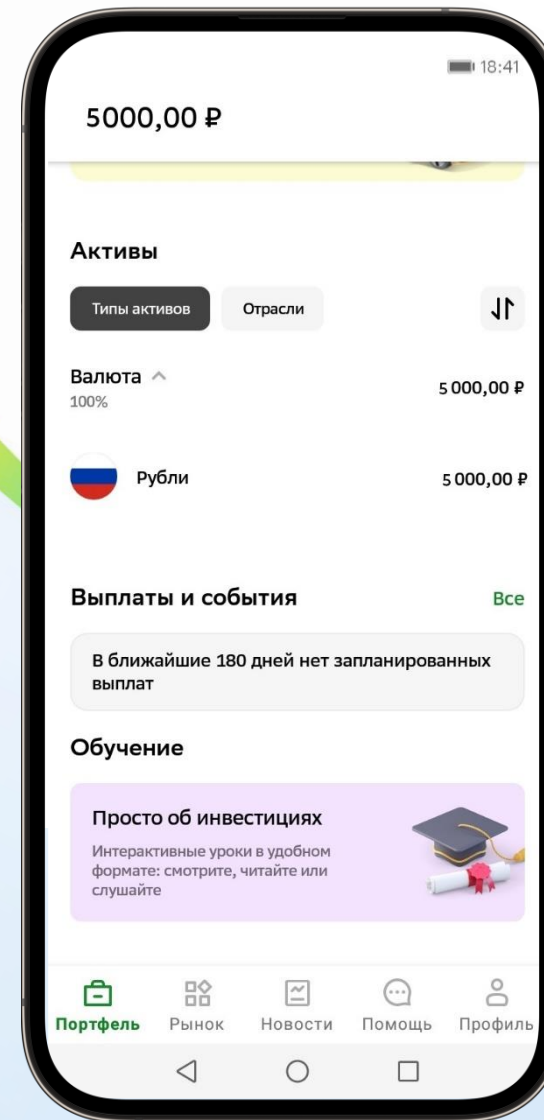 18:41
5000,00 ₽
Активы
Типы активов
Отрасли
Валюта
5 000,00 ₽
100%
Рубли
5 000,00 ₽
Выплаты и события
Все
В ближайшие 180 дней нет запланированных
выплат
Обучение
Просто об инвестициях
Интерактивные уроки в удобном
формате: смотрите, читайте или
слушайте
Портфель
Рынок
Новости
Помощь
Профиль